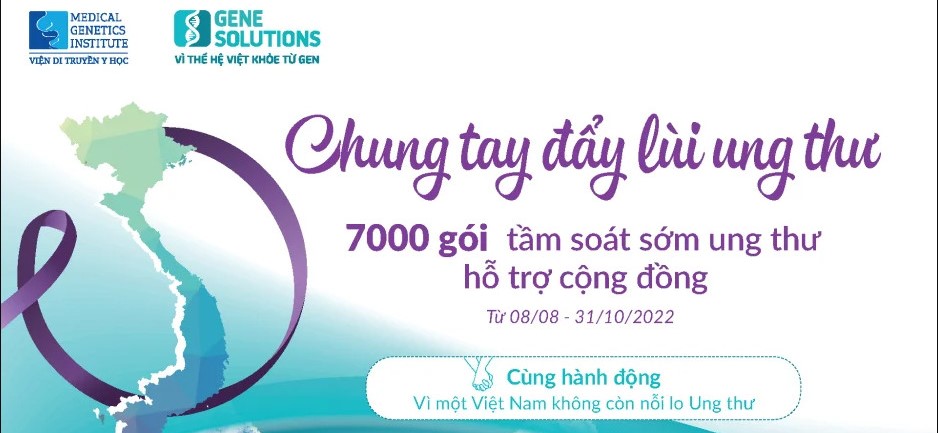 MEDICAL
GENETICS
INSTITUTE
VIỆN DI TRUYỀN Y HỌC
GENE
SOLUTIONS
VÌ THẾ HỆ VIỆT KHỎE TỪ GEN
Chung tay đẩy lùi ung thư
7000 gói tầm soát sớm ung thư
hỗ trợ cộng đồng
Từ 08/08 - 31/10/2022
Cùng hành động
Vì một Việt Nam không còn nỗi lo Ung thư